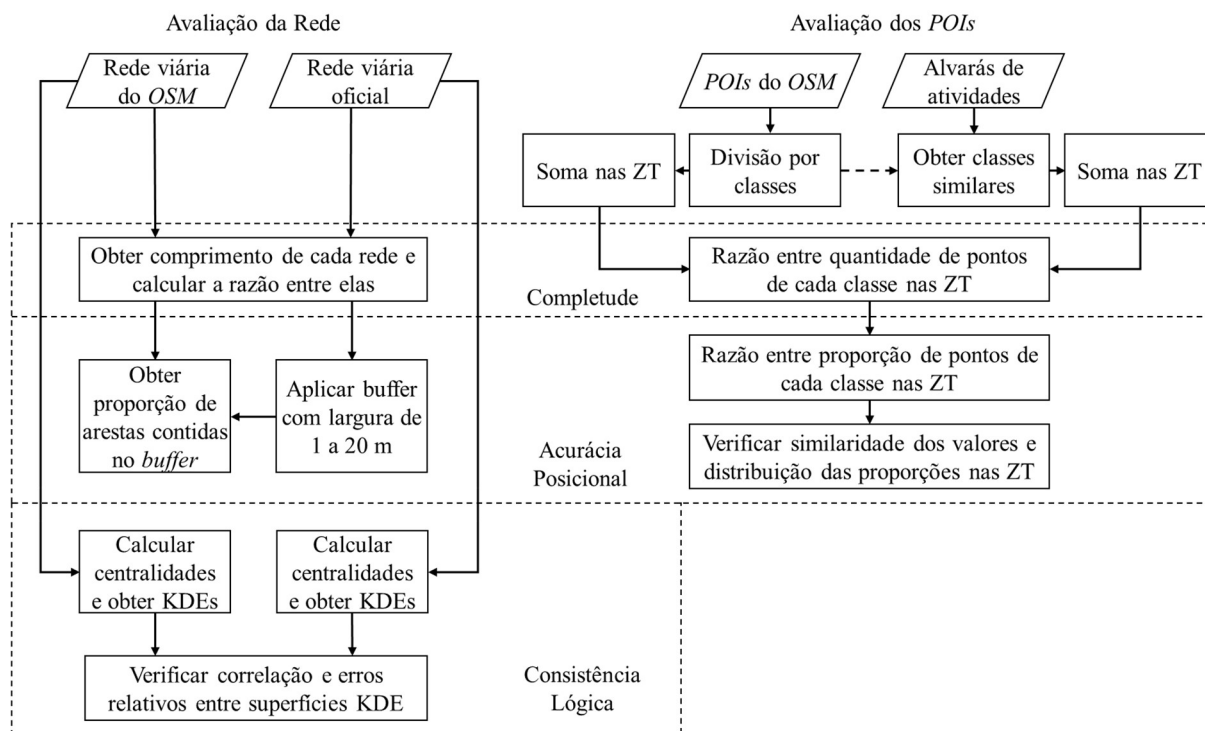 Avaliação da Rede
Avaliação dos POIs
Rede viária
do OSM
Rede viária
oficial
POIs do OSM
Alvarás de
atividades
Soma nas ZT
Divisão por
classes
Obter classes
similares
Soma nas ZT
Obter comprimento de cada rede e
calcular a razão entre elas
Completude
Razão entre quantidade de pontos
de cada classe nas ZT
Obter
proporção de
arestas contidas
no buffer
Aplicar buffer
com largura de
1 a 20 m
Acurácia
Posicional
Razão entre proporção de pontos de
cada classe nas ZT
Verificar similaridade dos valores e
distribuição das proporções nas ZT
Calcular
centralidades
e obter KDEs
Calcular
centralidades
e obter KDEs
Verificar correlação e erros
relativos entre superfícies KDE
Consistência
Lógica